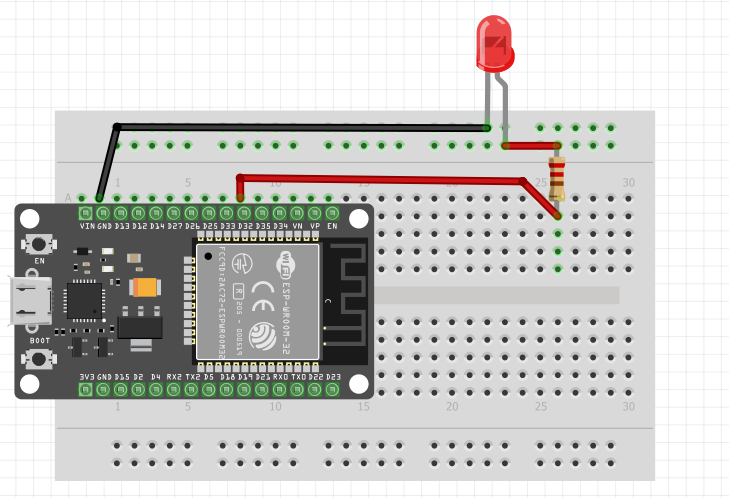 1 5 10 15 20 25 30
A
VIN GND D13 D12 D14 D27 D26 D25 D33 D32 D35 D34 VN VP EN
EN
WiFi
ESP-WROOM-32
CE
R
C
BOOT
3V3 GND D15 D2 D4 RX2 TX2 D5 D18 D19 D21 RX0 TX0 D22 D23
1 5 10 15 20 25 30